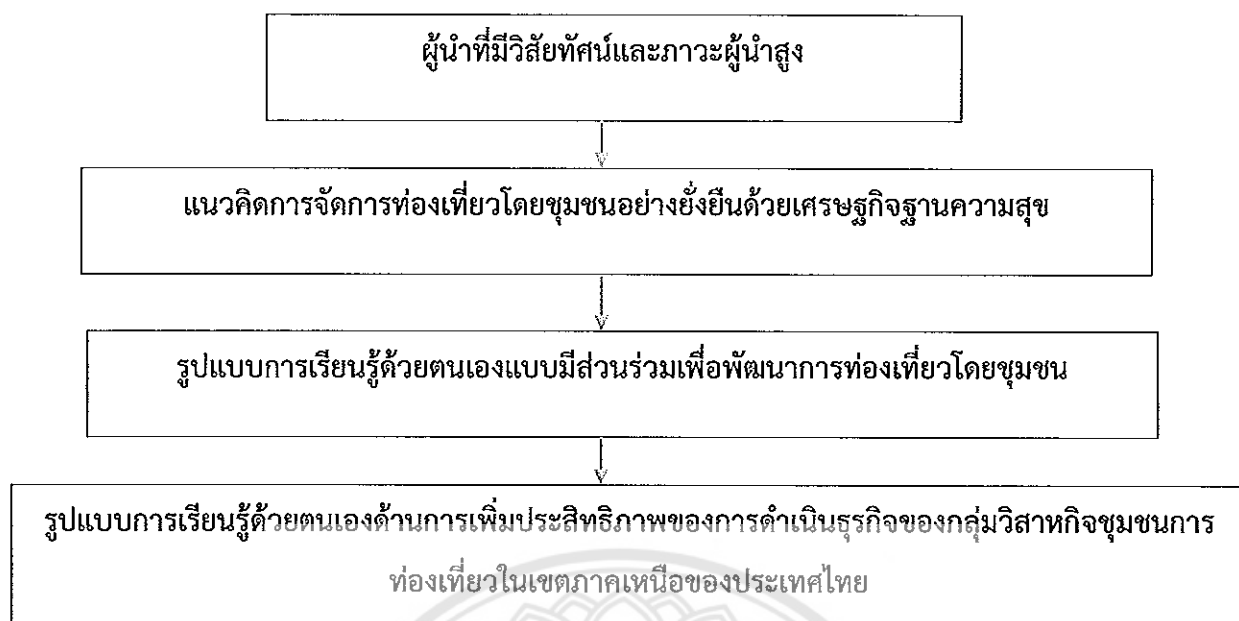 ผู้นำที่มีวิสัยทัศน์และภาวะผู้นำสูง
แนวคิดการจัดการท่องเที่ยวโดยชุมชนอย่างยั่งยืนด้วยเศรษฐกิจฐานความสุข
รูปแบบการเรียนรู้ด้วยตนเองแบบมีส่วนร่วมเพื่อพัฒนาการท่องเที่ยวโดยชุมชน
รูปแบบการเรียนรู้ด้วยตนเองด้านการเพิ่มประสิทธิภาพของการดำเนินธุรกิจของกลุ่มวิสาหกิจชุมชนการ
ท่องเที่ยวในเขตภาคเหนือของประเทศไทย